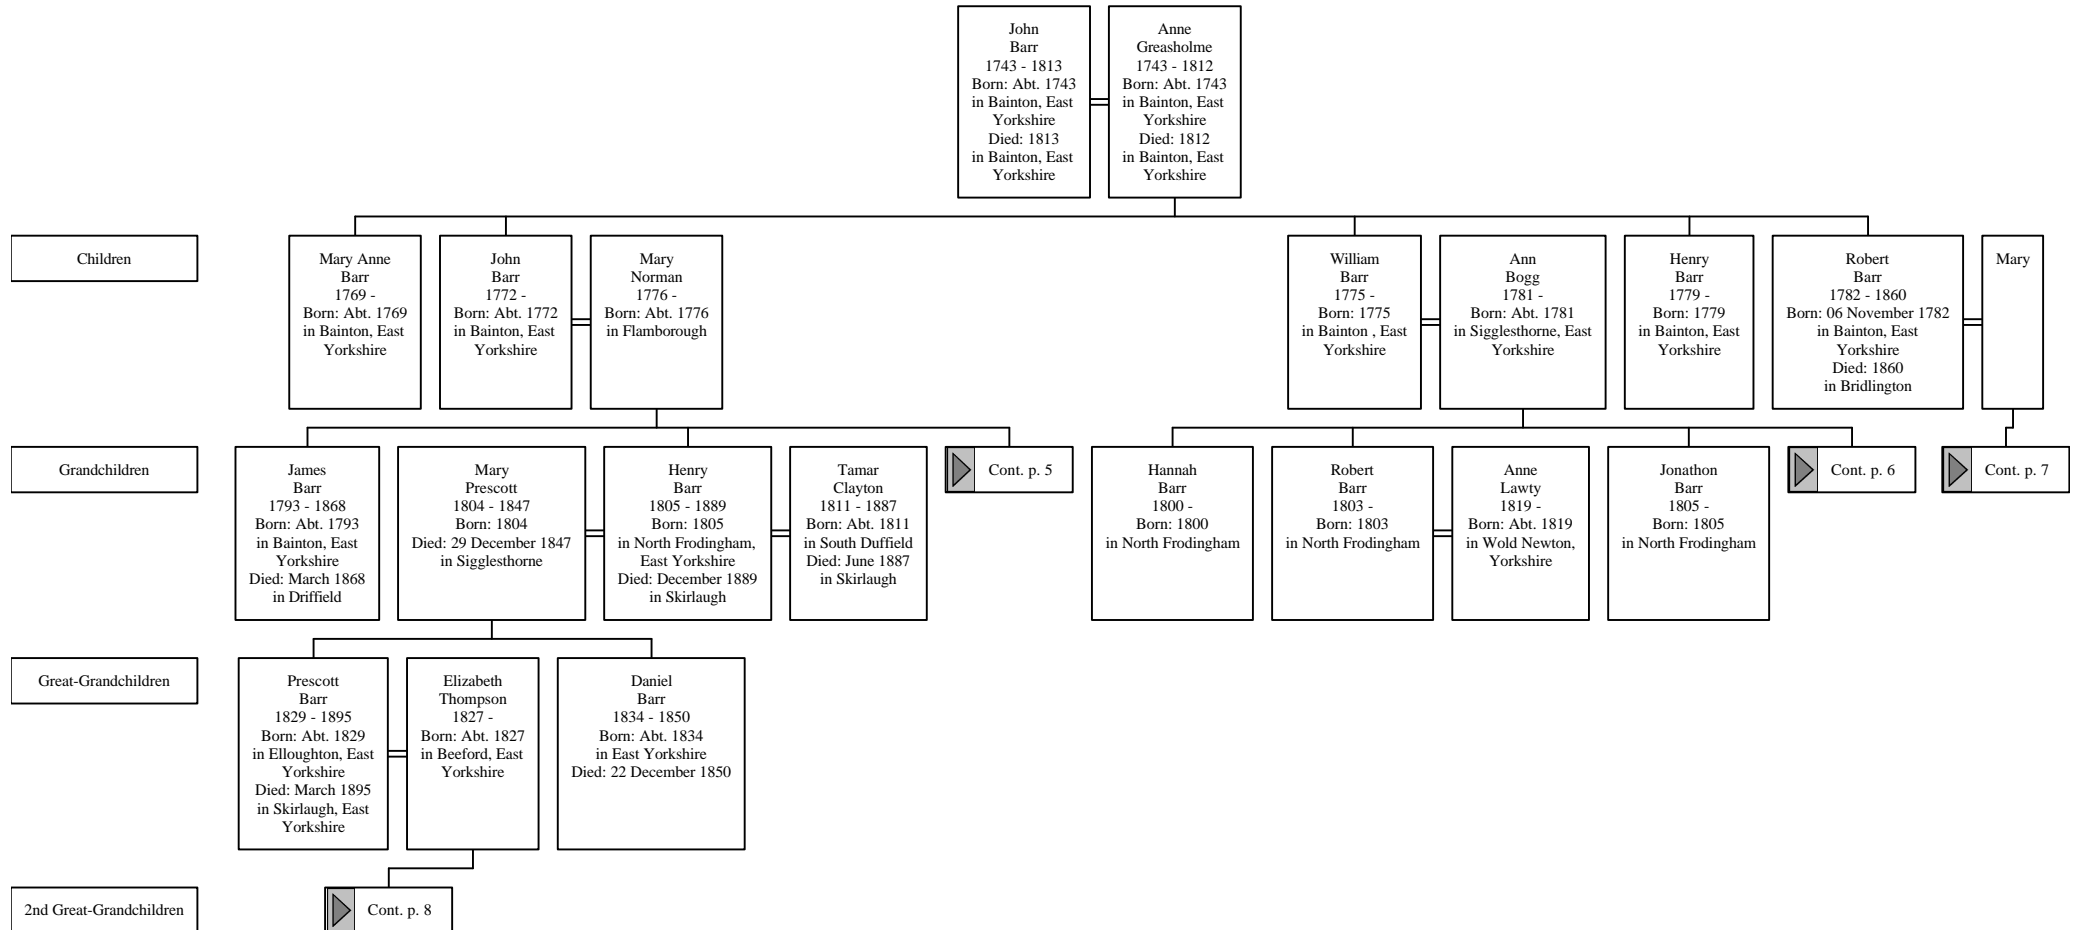 John
Barr
1743 - 1813
Born: Abt. 1743
in Bainton, East
Yorkshire
Died: 1813
in Bainton, East
Yorkshire
Anne
Greasholme
1743 - 1812
Born: Abt. 1743
in Bainton, East
Yorkshire
Died: 1812
in Bainton, East
Yorkshire
Children
Mary Anne
Barr
1769 -
Born: Abt. 1769
in Bainton, East
Yorkshire
John
Barr
1772 -
Born: Abt. 1772
in Bainton, East
Yorkshire
Mary
Norman
1776 -
Born: Abt. 1776
in Flamborough
William
Barr
1775 -
Born: 1775
in Bainton , East
Yorkshire
Ann
Bogg
1781 -
Born: Abt. 1781
in Sigglesthorne, East
Yorkshire
Henry
Barr
1779 -
Born: 1779
in Bainton, East
Yorkshire
Robert
Barr
1782 - 1860
Born: 06 November 1782
in Bainton, East
Yorkshire
Died: 1860
in Bridlington
Mary
Grandchildren
James
Barr
1793 - 1868
Born: Abt. 1793
in Bainton, East
Yorkshire
Died: March 1868
in Driffield
Mary
Prescott
1804 - 1847
Born: 1804
Died: 29 December 1847
in Sigglesthorne
Henry
Barr
1805 - 1889
Born: 1805
in North Frodingham,
East Yorkshire
Died: December 1889
in Skirlaugh
Tamar
Clayton
1811 - 1887
Born: Abt. 1811
in South Duffield
Died: June 1887
in Skirlaugh
Cont. p. 5
Hannah
Barr
1800 -
Born: 1800
in North Frodingham
Robert
Barr
1803 -
Born: 1803
in North Frodingham
Anne
Lawty
1819 -
Born: Abt. 1819
in Wold Newton,
Yorkshire
Jonathon
Barr
1805 -
Born: 1805
in North Frodingham
Cont. p. 6
Cont. p. 7
Great-Grandchildren
Prescott
Barr
1829 - 1895
Born: Abt. 1829
in Elloughton, East
Yorkshire
Died: March 1895
in Skirlaugh, East
Yorkshire
Elizabeth
Thompson
1827 -
Born: Abt. 1827
in Beeford, East
Yorkshire
Daniel
Barr
1834 - 1850
Born: Abt. 1834
in East Yorkshire
Died: 22 December 1850
2nd Great-Grandchildren
Cont. p. 8